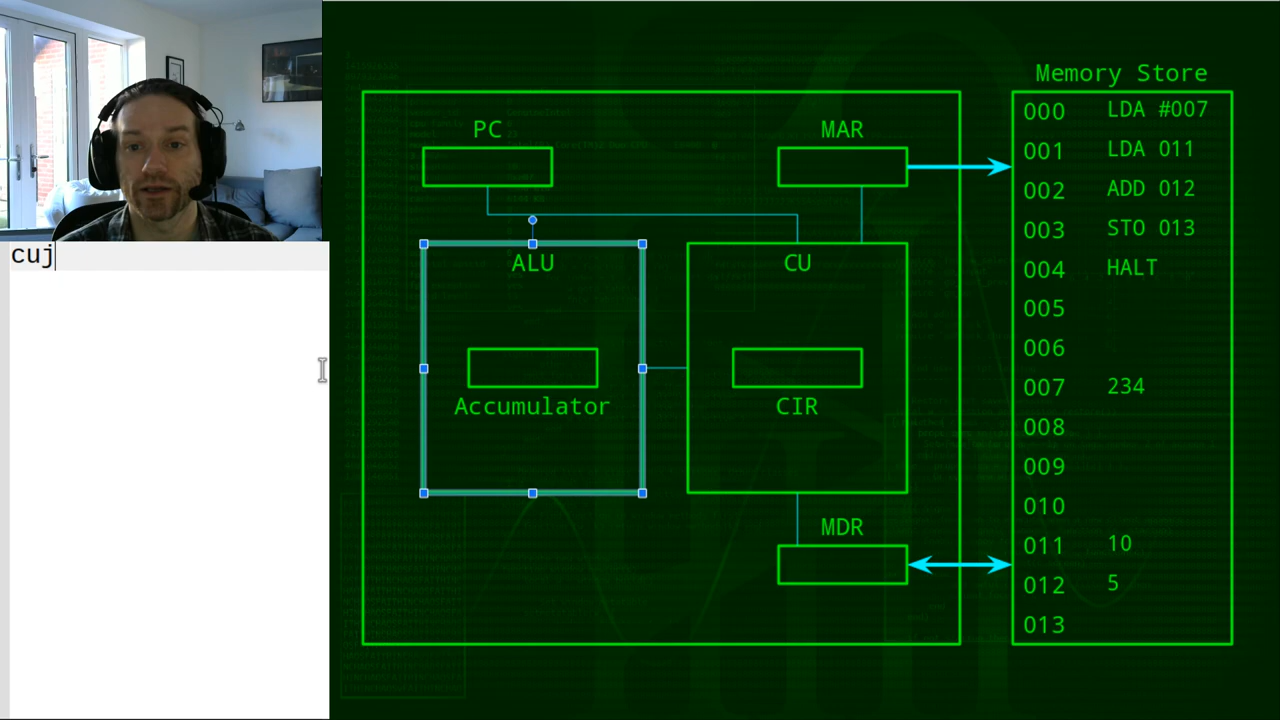 cuj
Memory Store
PC
MAR
ALU
CU
Accumulator
CIR
MDR
000 LDA #007
001 LDA 011
002 ADD 012
003 STO 013
004 HALT
005
006
007 234
008
009
010
011 10
012 5
013